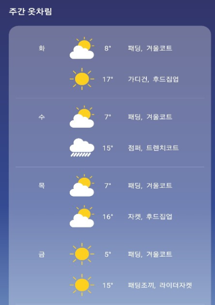 주간 옷차림
화 8° 패딩, 겨울코트
17° 가디건, 후드집업
수 7° 패딩, 겨울코트
15° 점퍼, 트렌치코트
목 7° 패딩, 겨울코트
16° 자켓, 후드집업
금 5° 패딩, 겨울코트
15° 패딩조끼, 라이더자켓